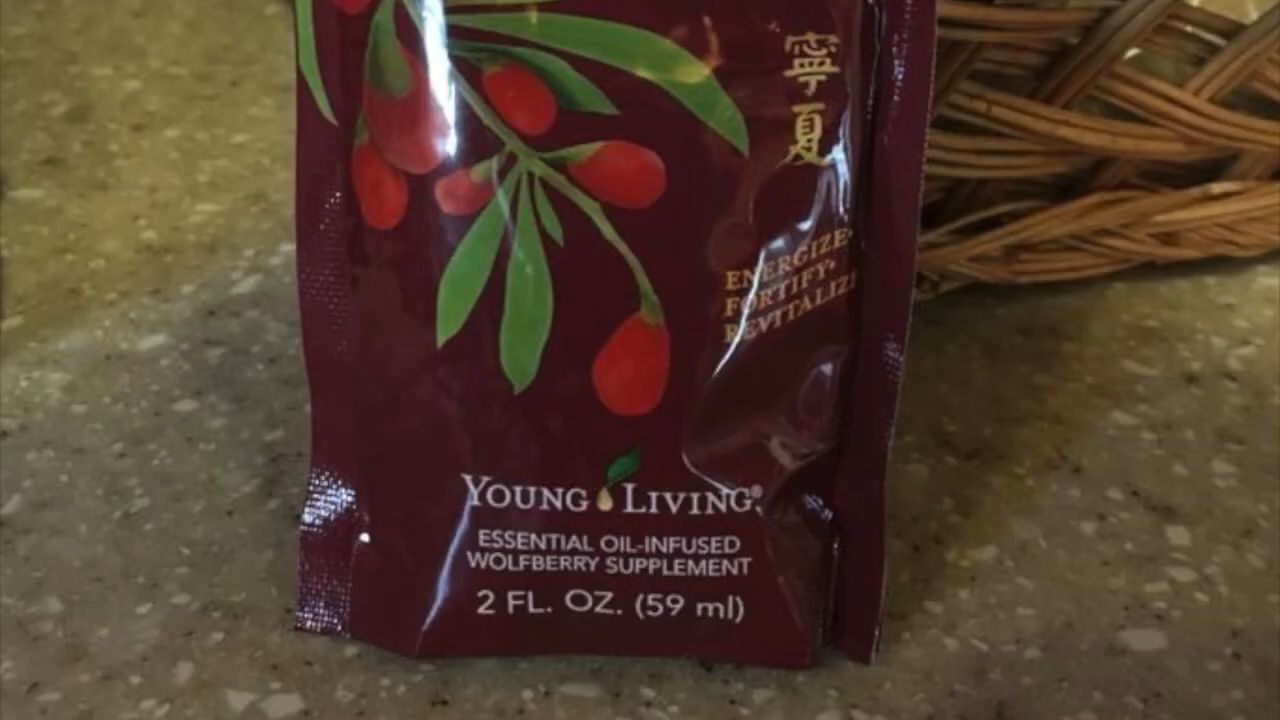 寧夏
ENERGIZE•
FORTIFY•
REVITALIZE
YOUNG LIVING®
ESSENTIAL OIL-INFUSED
WOLFBERRY SUPPLEMENT
2 FL. OZ. (59 ml)